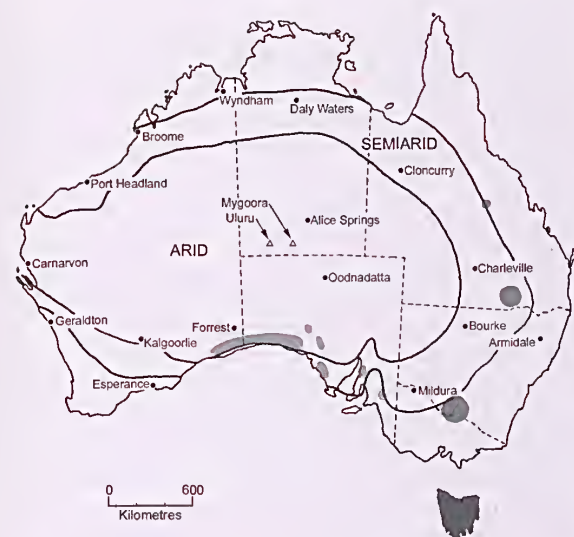 Wyndham
Daly Waters
Broome
SEMIARID
Cloncurry
Port Headland
Mygoora
Uluru
Alice Springs
ARID
Carnarvon
Oodnadatta
Charleville
Geraldton
Forrest
Bourke
Kalgoorlie
Armidale
Esperance
Mildura
0 600
Kilometres